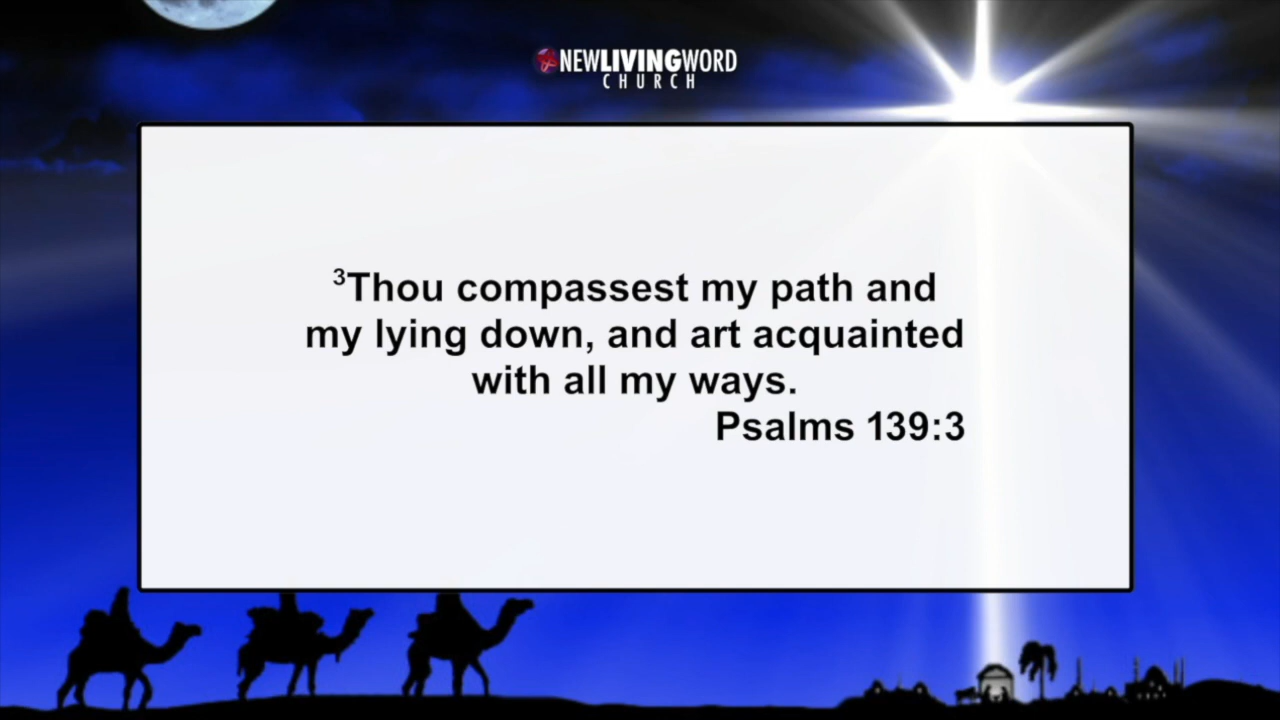 NEWLIVINGWORD
CHURCH
³Thou compassest my path and
my lying down, and art acquainted
with all my ways.
Psalms 139:3